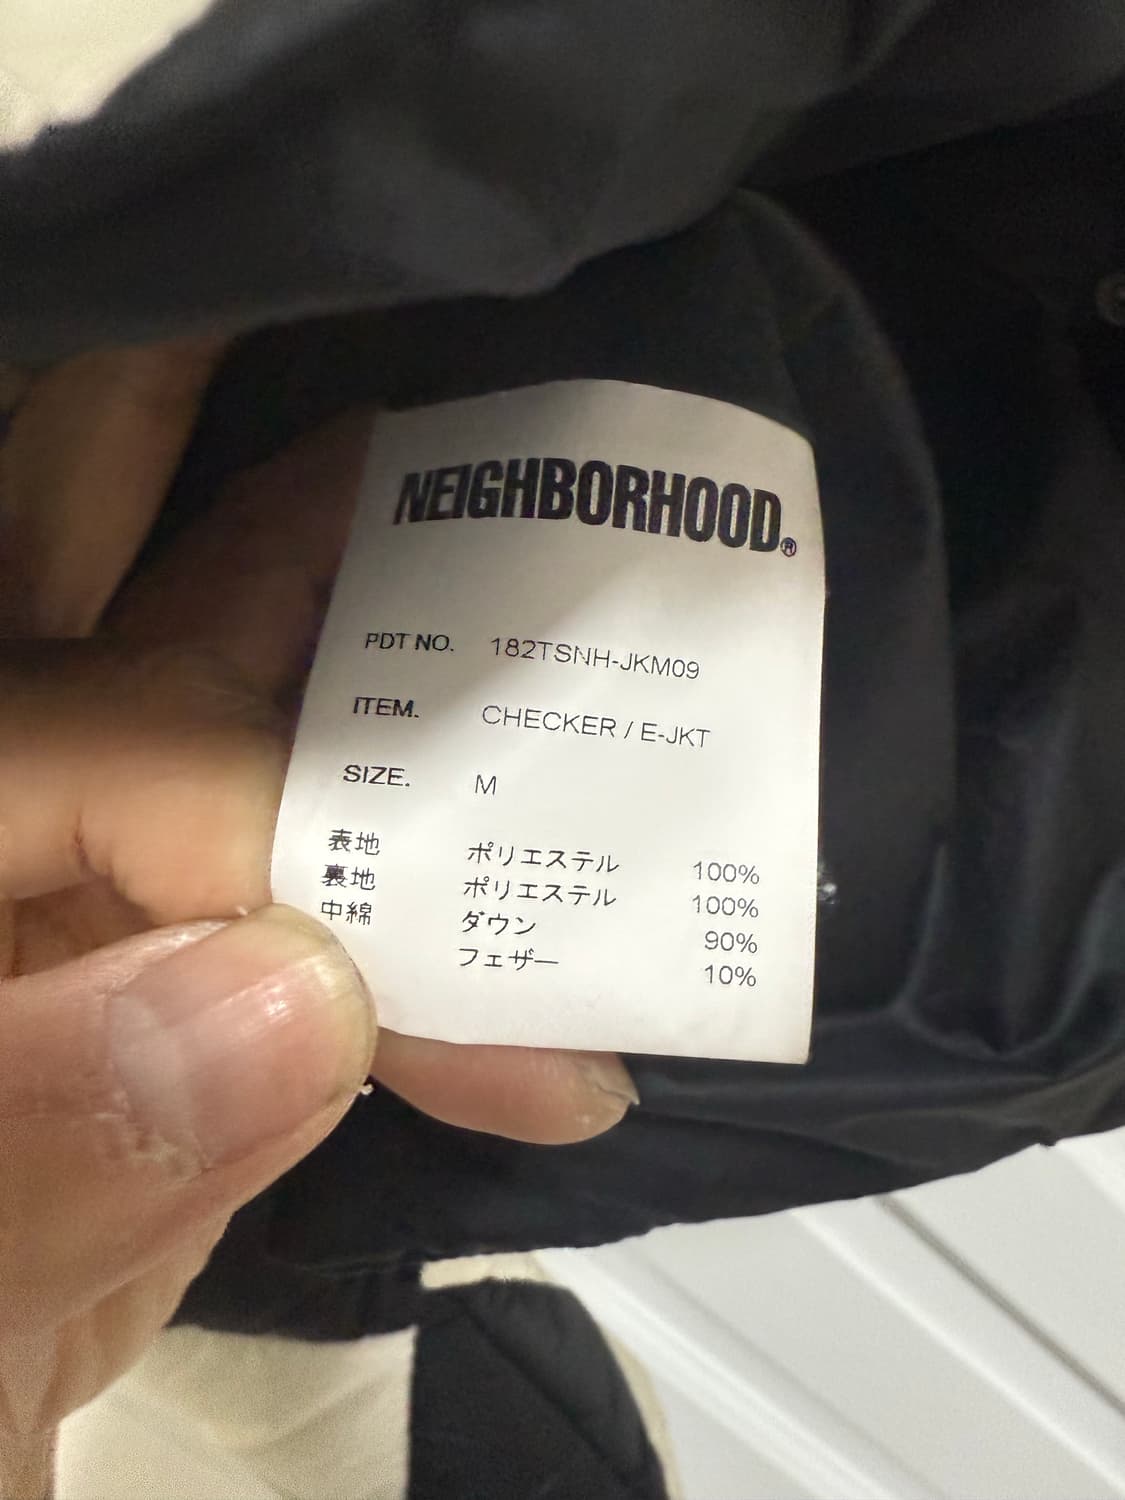 NEIGHBORHOOD.®
PDT NO. 182TSNH-JKM09
ITEM. CHECKER / E-JKT
SIZE. M
表地 ポリエステル 100%
裏地 ポリエステル 100%
中綿 ダウン 90%
フェザー 10%